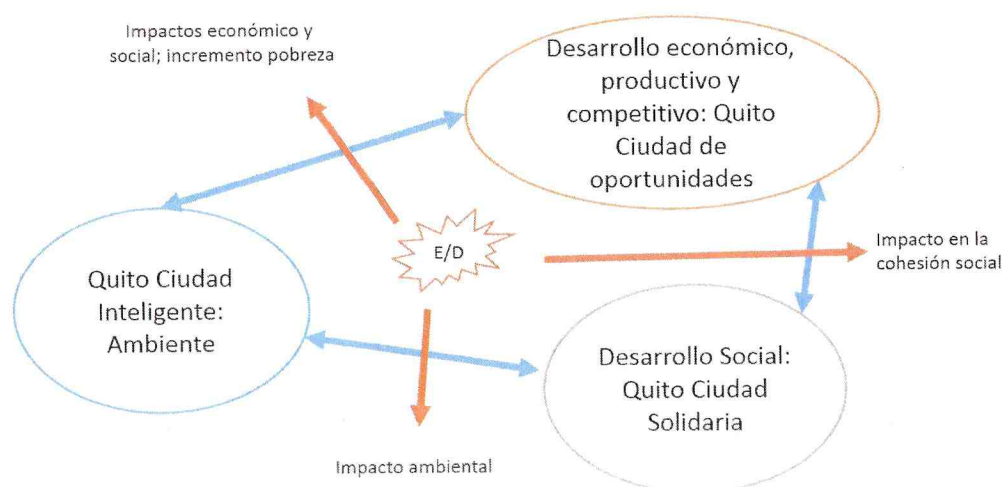 Impactos económico y
social; incremento pobreza
Desarrollo económico,
productivo y
competitivo: Quito
Ciudad de
oportunidades
E/D
Impacto en la
cohesión social
Quito Ciudad
Inteligente:
Ambiente
Desarrollo Social:
Quito Ciudad
Solidaria
Impacto ambiental